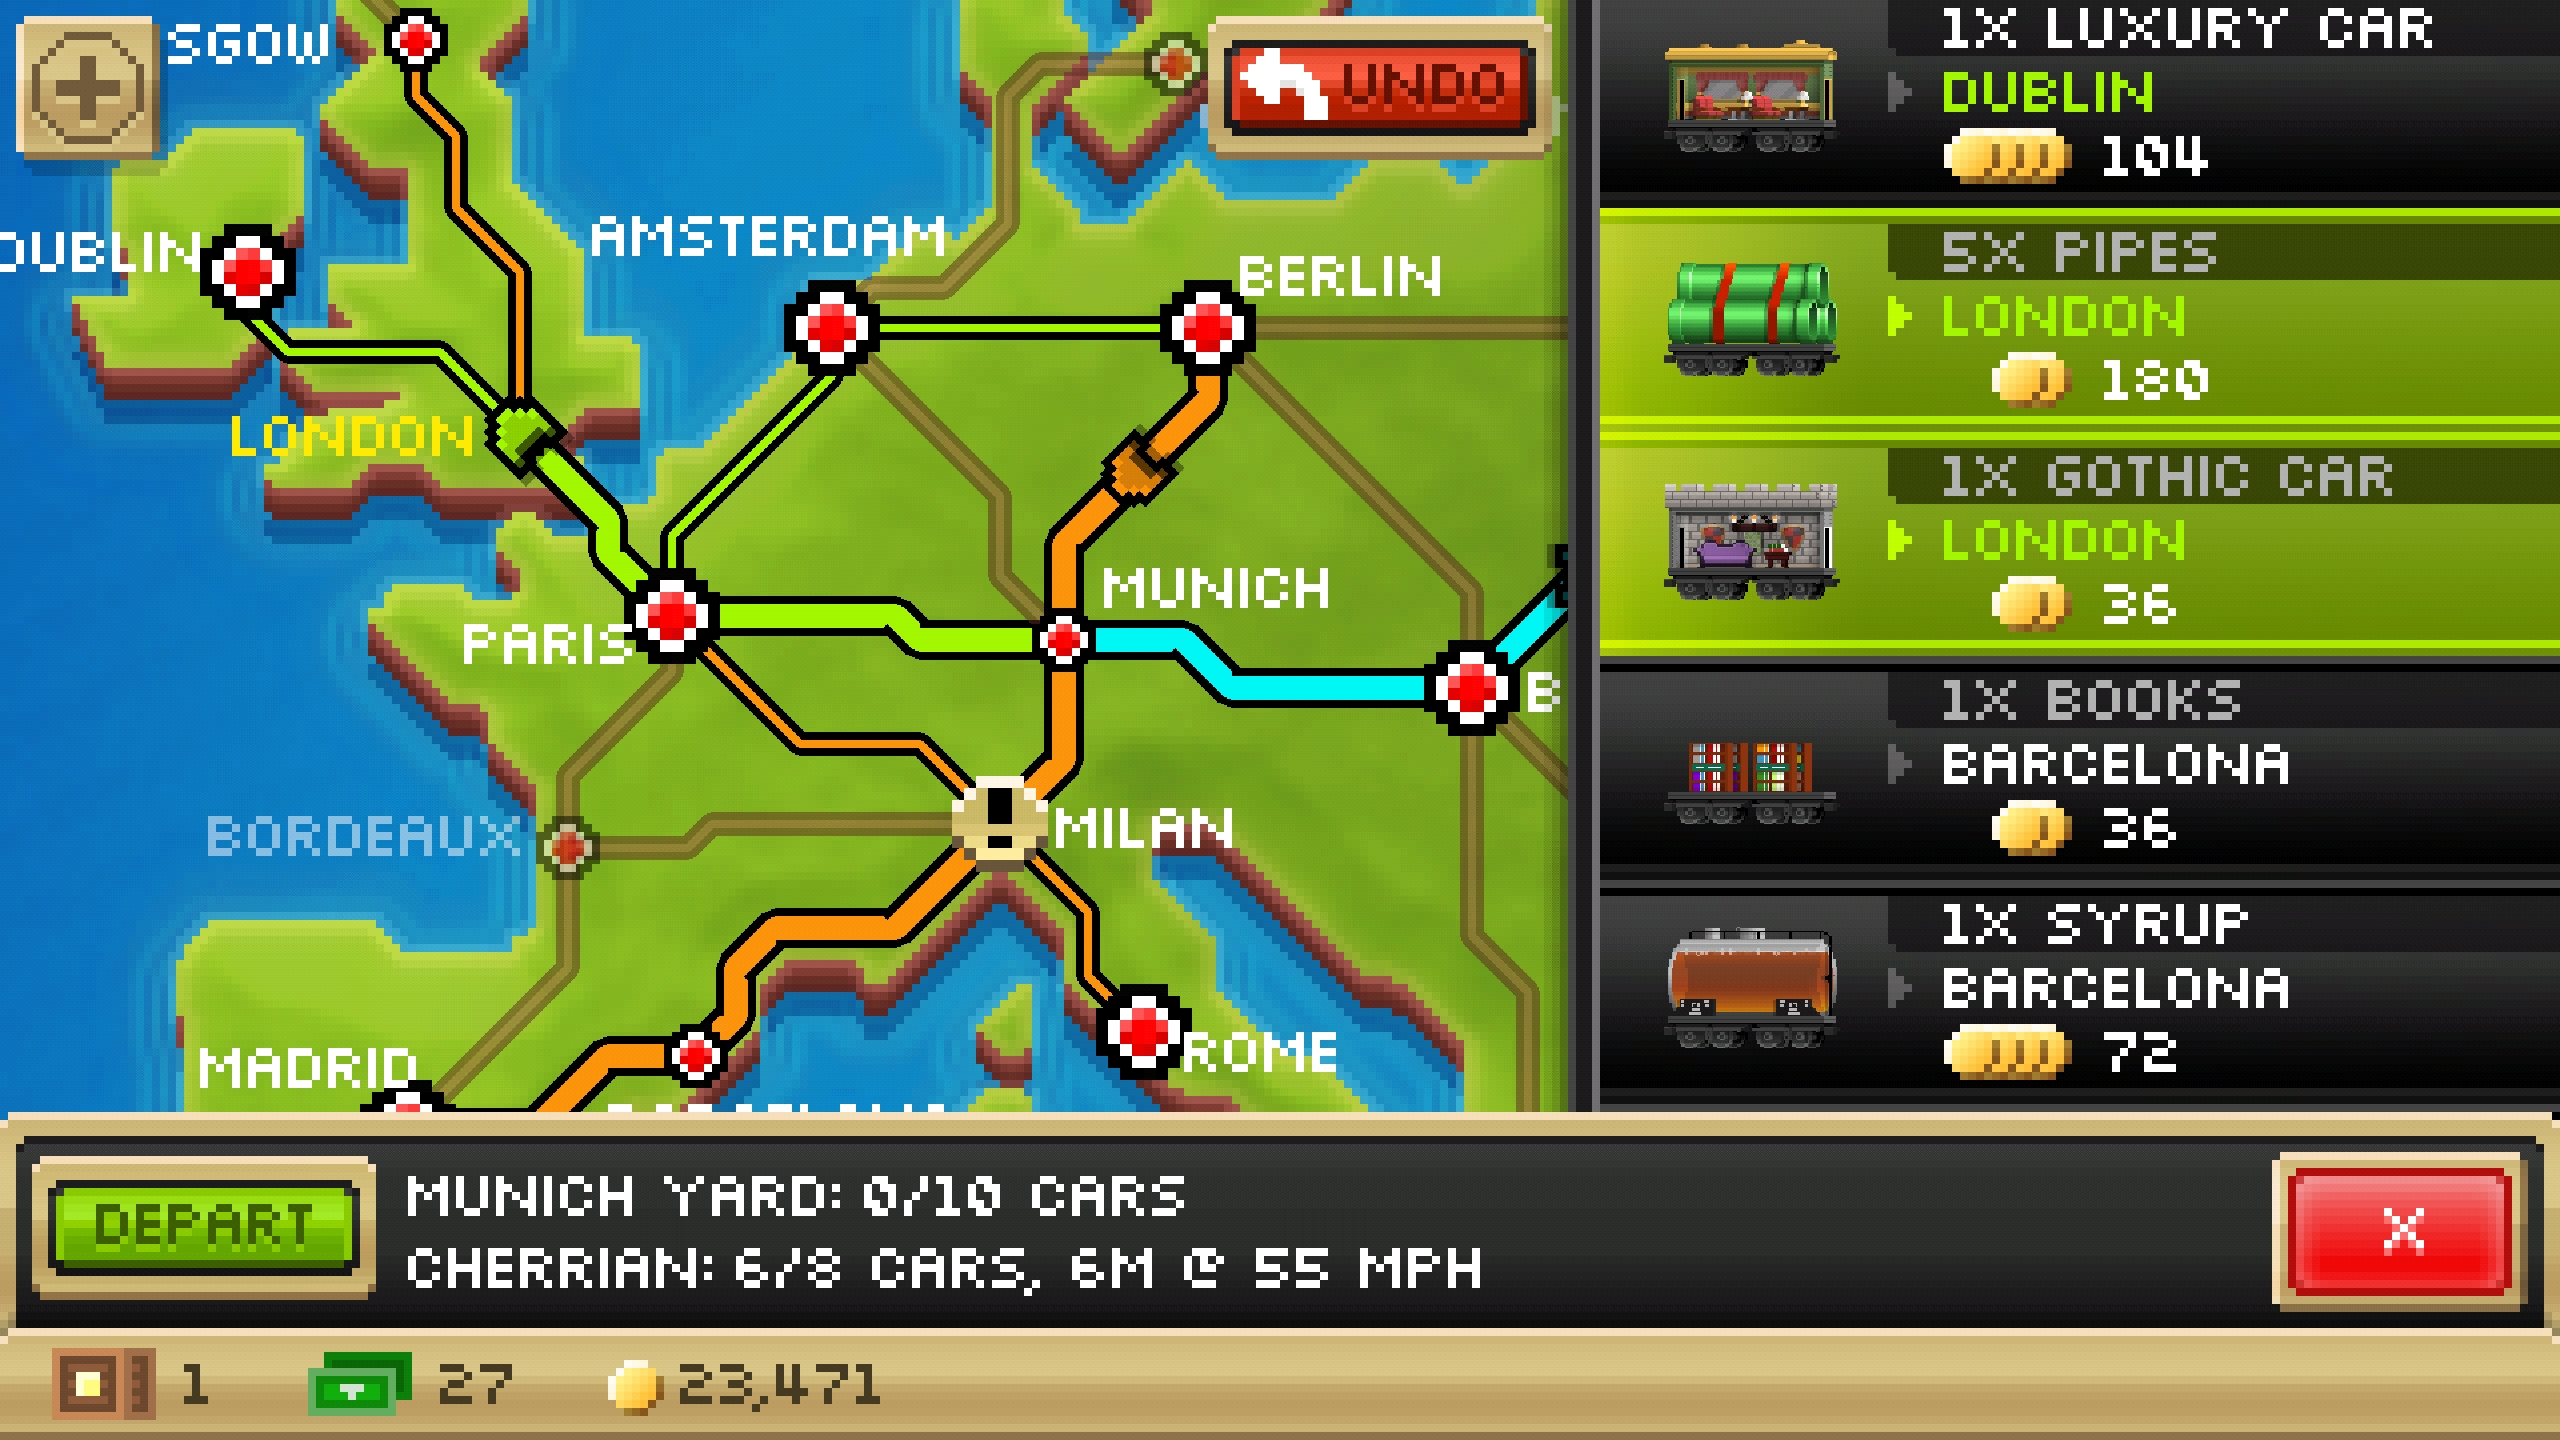 SGOW
UNDO
DUBLIN
AMSTERDAM
BERLIN
LONDON
MUNICH
PARIS
B
BORDEAUX
MILAN
MADRID
ROME
1X LUXURY CAR
DUBLIN
104
5X PIPES
LONDON
180
1X GOTHIC CAR
LONDON
36
1X BOOKS
BARCELONA
36
1X SYRUP
BARCELONA
72
DEPART
MUNICH YARD: 0/10 CARS
CHERRIAN: 6/8 CARS, 6M @ 55 MPH
X
1
27
23,471